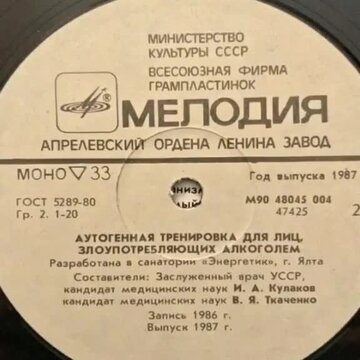 МИНИСТЕРСТВО
КУЛЬТУРЫ СССР
ВСЕСОЮЗНАЯ ФИРМА
ГРАМПЛАСТИНОК
МЕЛОДИЯ
АПРЕЛЕВСКИЙ ОРДЕНА ЛЕНИНА ЗАВОД
МОНО ▽ 33
Год выпуска 1987
ГОСТ 5289-80
Гр. 2. 1-20
М90 48045 004
47425
2
АУТОГЕННАЯ ТРЕНИРОВКА ДЛЯ ЛИЦ,
ЗЛОУПОТРЕБЛЯЮЩИХ АЛКОГОЛЕМ
Разработана в санатории «Энергетик», г. Ялта
Составители: Заслуженный врач УССР,
кандидат медицинских наук И. А. Кулаков
кандидат медицинских наук В. Я. Ткаченко
Запись 1986 г.
Выпуск 1987 г.